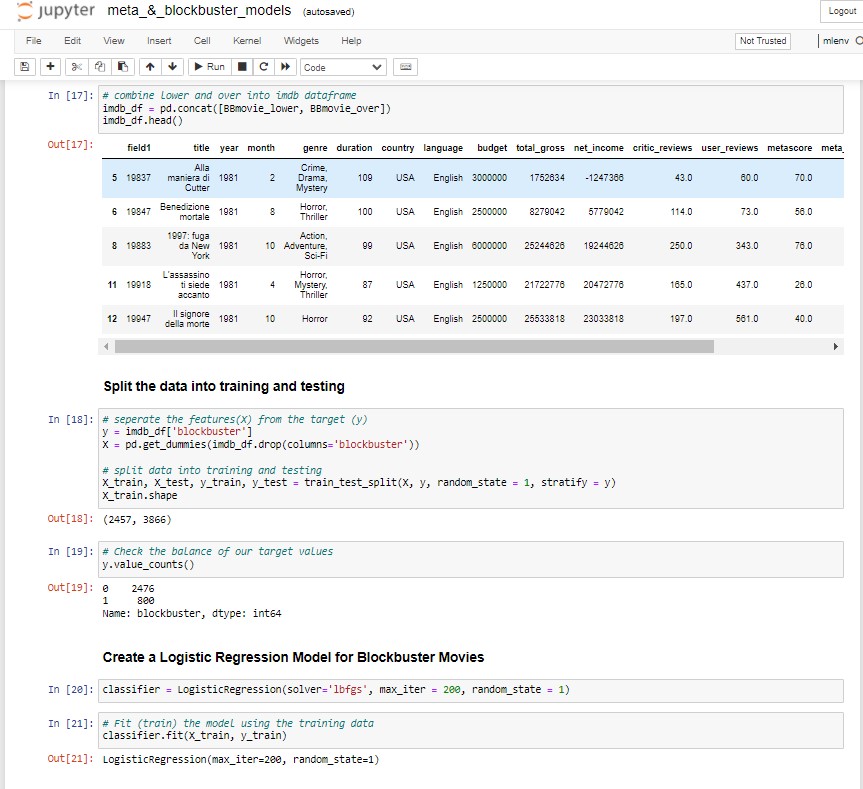 jupyter meta_&_blockbuster_models (autosaved) Logout
File Edit View Insert Cell Kernel Widgets Help Not Trusted mlenv
Run Code
In [17]: # combine lower and over into imdb dataframe
imdb_df = pd.concat([BBmovie_lower, BBmovie_over])
imdb_df.head()
Out[17]:
field1 title year month genre duration country language budget total_gross net_income critic_reviews user_reviews metascore meta_
5 19837 Alla maniera di Cutter 1981 2 Crime, Drama, Mystery 109 USA English 3000000 1752634 -1247366 43.0 60.0 70.0
6 19847 Benedizione mortale 1981 8 Horror, Thriller 100 USA English 2500000 8279042 5779042 114.0 73.0 56.0
8 19883 1997: fuga da New York 1981 10 Action, Adventure, Sci-Fi 99 USA English 6000000 25244626 19244626 250.0 343.0 76.0
11 19918 L'assassino ti siede accanto 1981 4 Horror, Mystery, Thriller 87 USA English 1250000 21722776 20472776 165.0 437.0 26.0
12 19947 Il signore della morte 1981 10 Horror 92 USA English 2500000 25533818 23033818 197.0 561.0 40.0
Split the data into training and testing
In [18]: # seperate the features(X) from the target (y)
y = imdb_df['blockbuster']
X = pd.get_dummies(imdb_df.drop(columns='blockbuster'))
# split data into training and testing
X_train, X_test, y_train, y_test = train_test_split(X, y, random_state = 1, stratify = y)
X_train.shape
Out[18]: (2457, 3866)
In [19]: # Check the balance of our target values
y.value_counts()
Out[19]: 0 2476
1 800
Name: blockbuster, dtype: int64
Create a Logistic Regression Model for Blockbuster Movies
In [20]: classifier = LogisticRegression(solver='lbfgs', max_iter = 200, random_state = 1)
In [21]: # Fit (train) the model using the training data
classifier.fit(X_train, y_train)
Out[21]: LogisticRegression(max_iter=200, random_state=1)